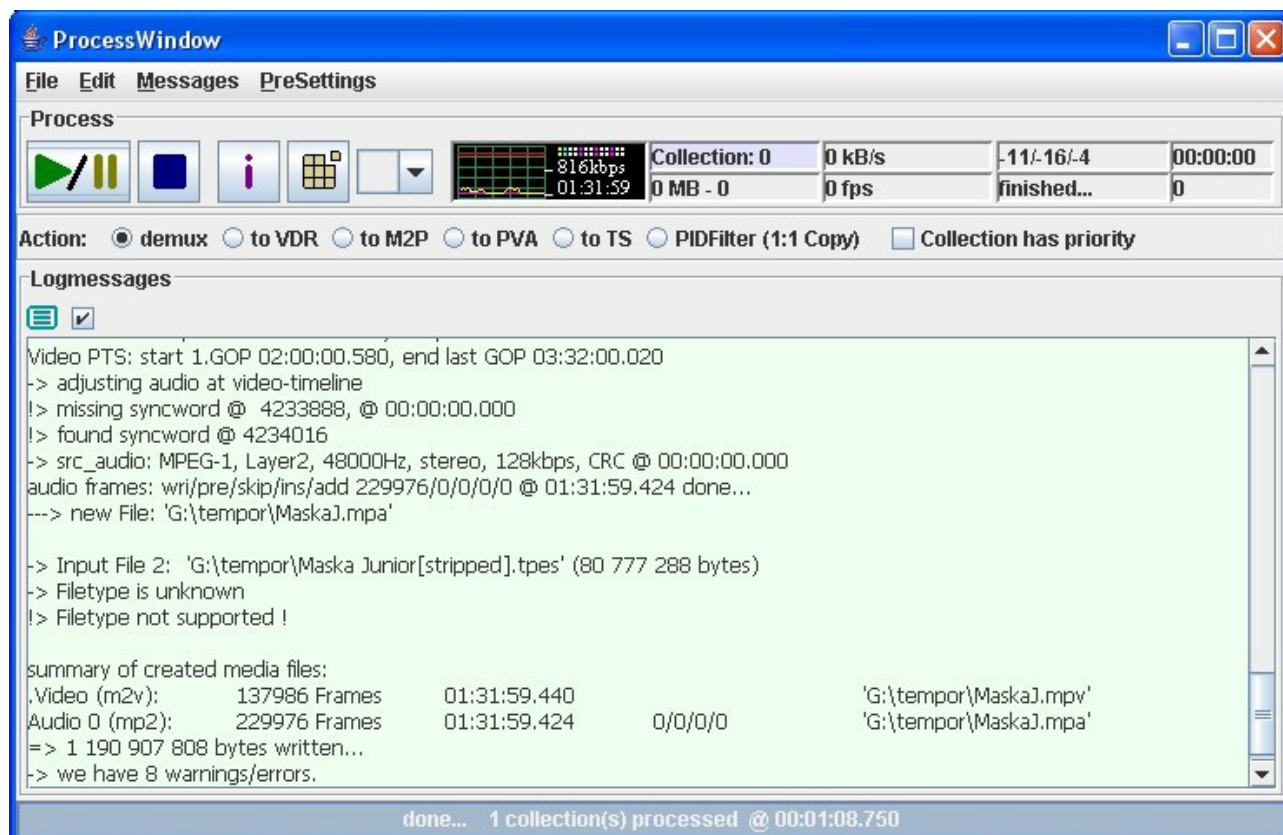 ProcessWindow
File Edit Messages PreSettings
Process
816kbps
01:31:59
Collection: 0 0 kB/s -11/-16/-4 00:00:00
0 MB - 0 0 fps finished... 0
Action: demux to VDR to M2P to PVA to TS PIDFilter (1:1 Copy) Collection has priority
Logmessages
Video PTS: start 1.GOP 02:00:00.580, end last GOP 03:32:00.020
-> adjusting audio at video-timeline
!> missing syncword @ 4233888, @ 00:00:00.000
!> found syncword @ 4234016
-> src_audio: MPEG-1, Layer2, 48000Hz, stereo, 128kbps, CRC @ 00:00:00.000
audio frames: wri/pre/skip/ins/add 229976/0/0/0/0 @ 01:31:59.424 done...
---> new File: 'G:\tempor\MaskaJ.mpa'
-> Input File 2: 'G:\tempor\Maska Junior[stripped].tpes' (80 777 288 bytes)
-> Filetype is unknown
!> Filetype not supported !
summary of created media files:
.Video (m2v): 137986 Frames 01:31:59.440 'G:\tempor\MaskaJ.mpv'
Audio 0 (mp2): 229976 Frames 01:31:59.424 0/0/0/0 'G:\tempor\MaskaJ.mpa'
=> 1 190 907 808 bytes written...
-> we have 8 warnings/errors.
done... 1 collection(s) processed @ 00:01:08.750